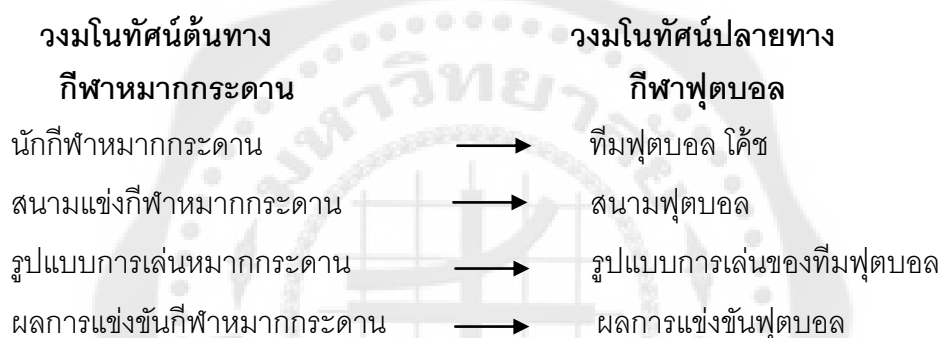 วงมโนทัศน์ต้นทาง วงมโนทัศน์ปลายทาง
กีฬาหมากกระดาน กีฬาฟุตบอล
นักกีฬาหมากกระดาน → ทีมฟุตบอล โค้ช
สนามแข่งกีฬาหมากกระดาน → สนามฟุตบอล
รูปแบบการเล่นหมากกระดาน → รูปแบบการเล่นของทีมฟุตบอล
ผลการแข่งขันกีฬาหมากกระดาน → ผลการแข่งขันฟุตบอล